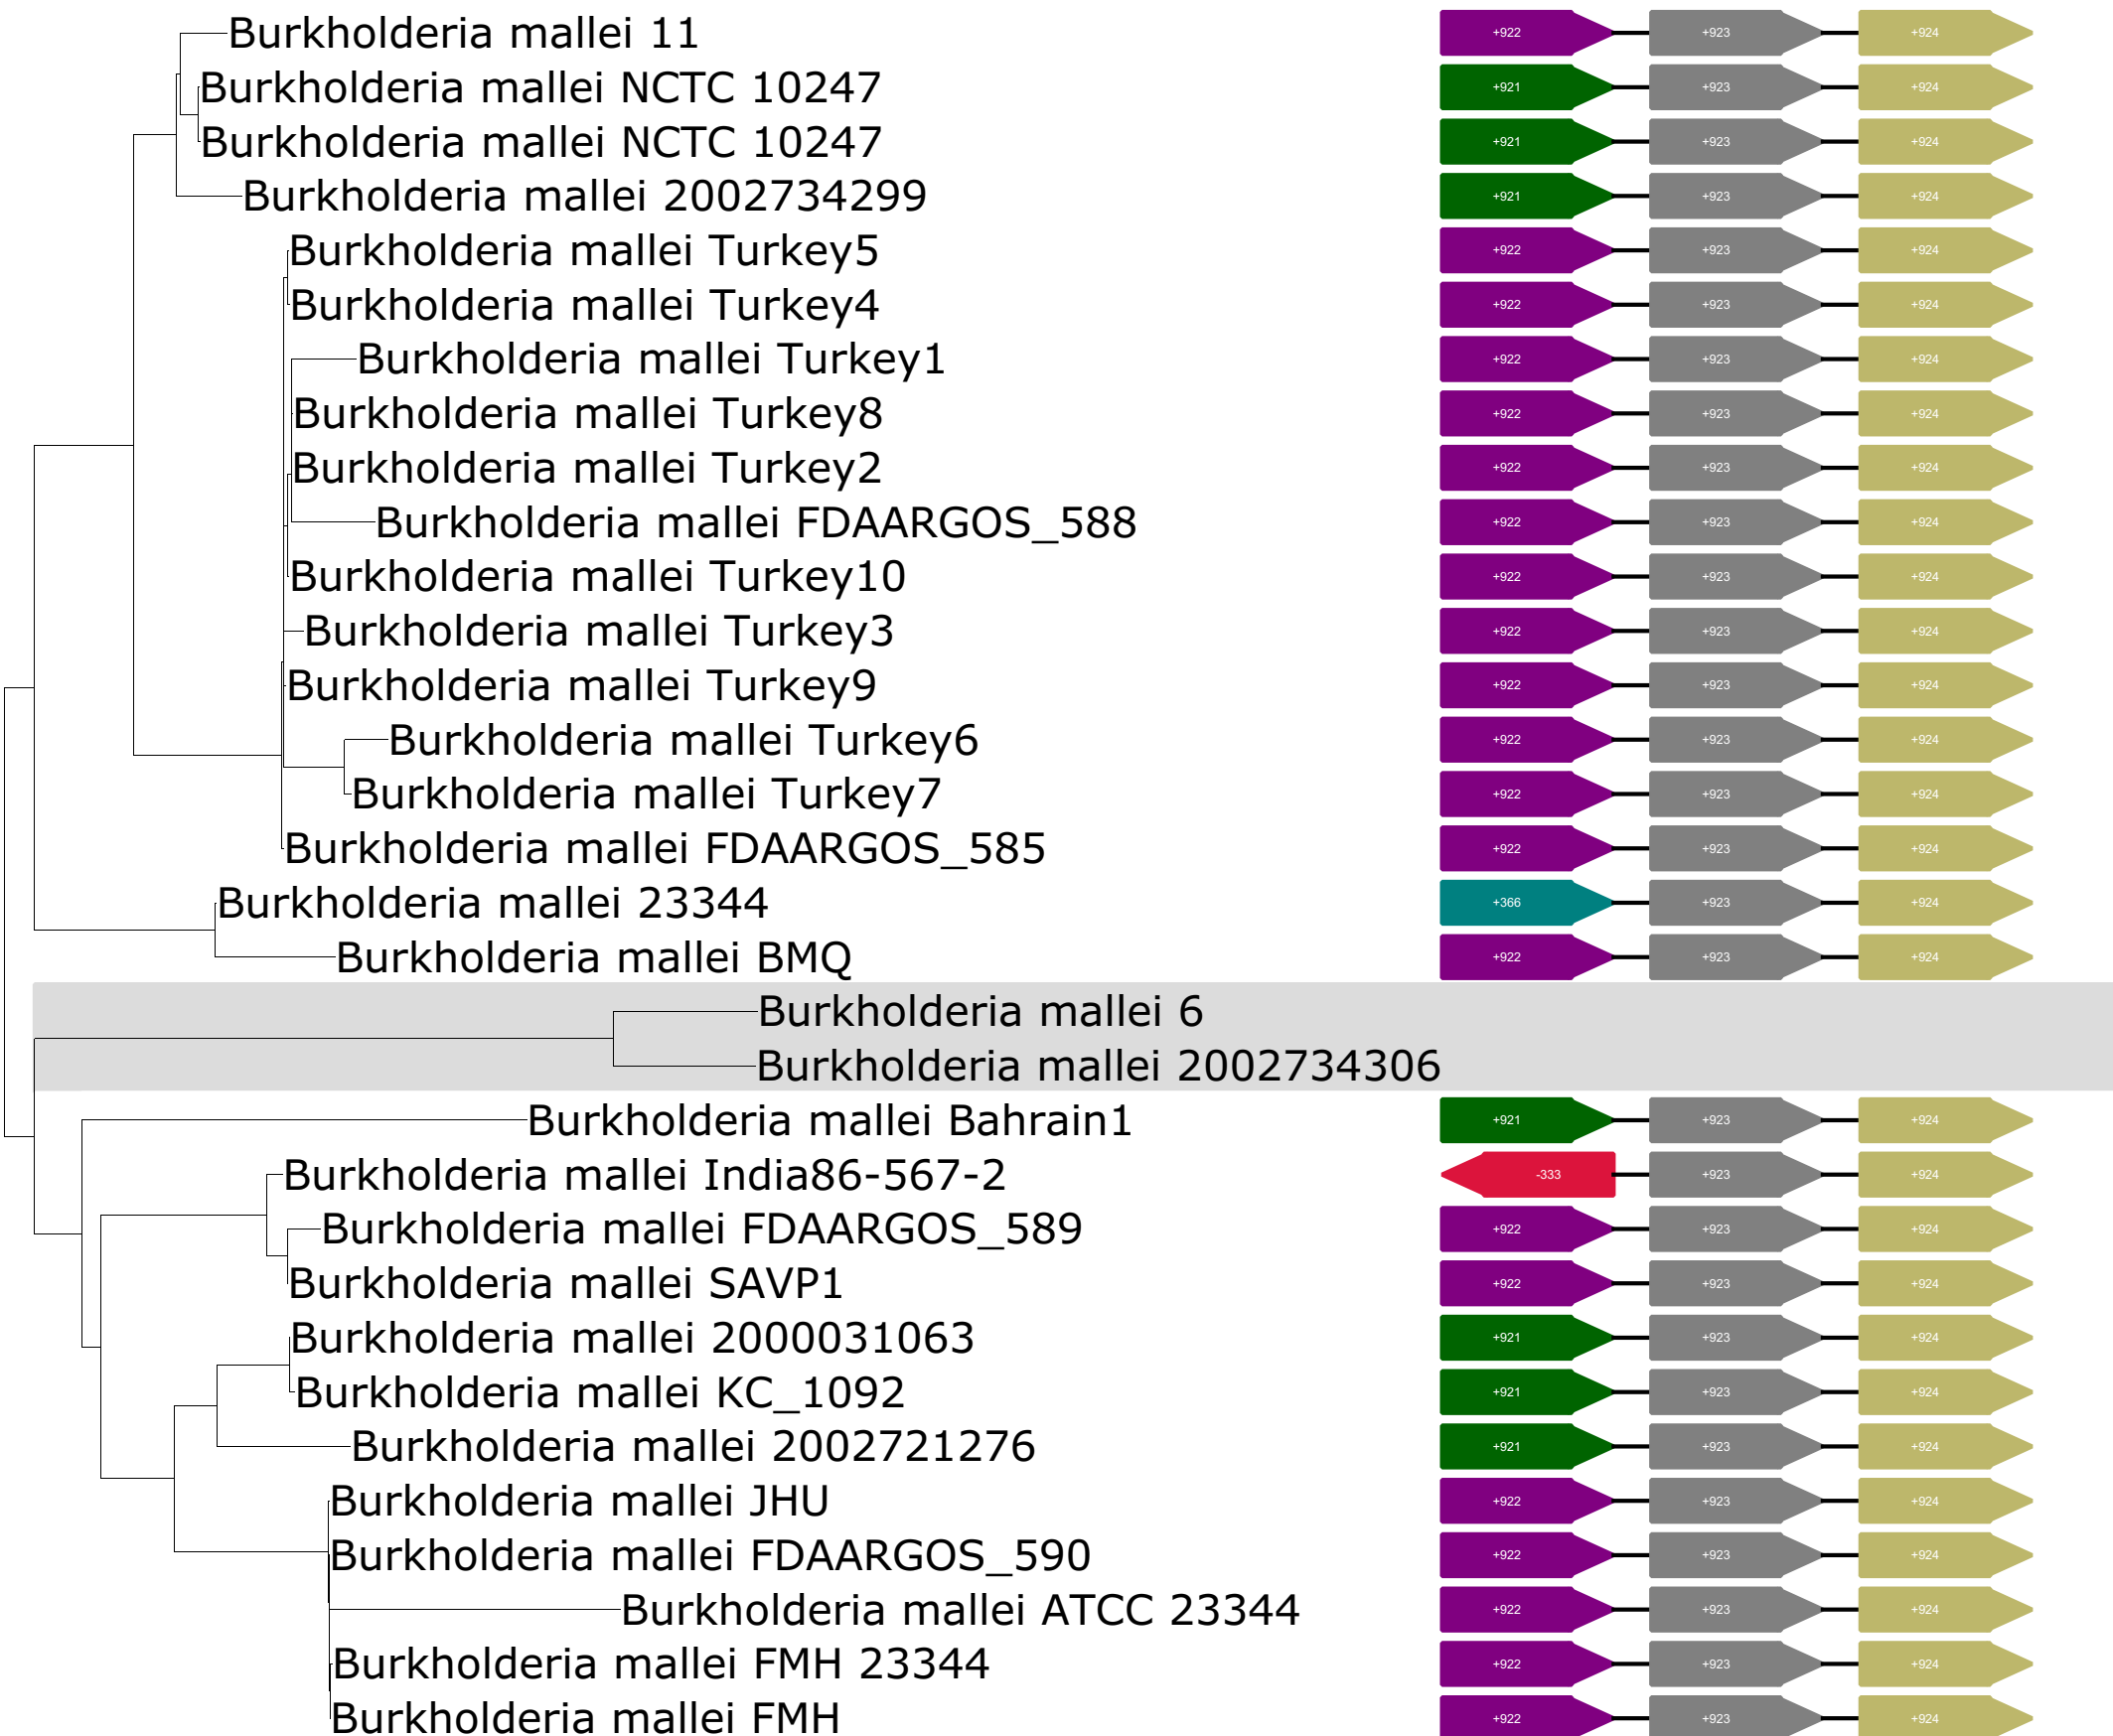 Burkholderia mallei 11 +922 +923 +924
Burkholderia mallei NCTC 10247 +921 +923 +924
Burkholderia mallei NCTC 10247 +921 +923 +924
Burkholderia mallei 2002734299 +921 +923 +924
Burkholderia mallei Turkey5 +922 +923 +924
Burkholderia mallei Turkey4 +922 +923 +924
Burkholderia mallei Turkey1 +922 +923 +924
Burkholderia mallei Turkey8 +922 +923 +924
Burkholderia mallei Turkey2 +922 +923 +924
Burkholderia mallei FDAARGOS_588 +922 +923 +924
Burkholderia mallei Turkey10 +922 +923 +924
Burkholderia mallei Turkey3 +922 +923 +924
Burkholderia mallei Turkey9 +922 +923 +924
Burkholderia mallei Turkey6 +922 +923 +924
Burkholderia mallei Turkey7 +922 +923 +924
Burkholderia mallei FDAARGOS_585 +922 +923 +924
Burkholderia mallei 23344 +366 +923 +924
Burkholderia mallei BMQ +922 +923 +924
Burkholderia mallei 6
Burkholderia mallei 2002734306
Burkholderia mallei Bahrain1 +921 +923 +924
Burkholderia mallei India86-567-2 -333 +923 +924
Burkholderia mallei FDAARGOS_589 +922 +923 +924
Burkholderia mallei SAVP1 +922 +923 +924
Burkholderia mallei 2000031063 +921 +923 +924
Burkholderia mallei KC_1092 +921 +923 +924
Burkholderia mallei 2002721276 +921 +923 +924
Burkholderia mallei JHU +922 +923 +924
Burkholderia mallei FDAARGOS_590 +922 +923 +924
Burkholderia mallei ATCC 23344 +922 +923 +924
Burkholderia mallei FMH 23344 +922 +923 +924
Burkholderia mallei FMH +922 +923 +924